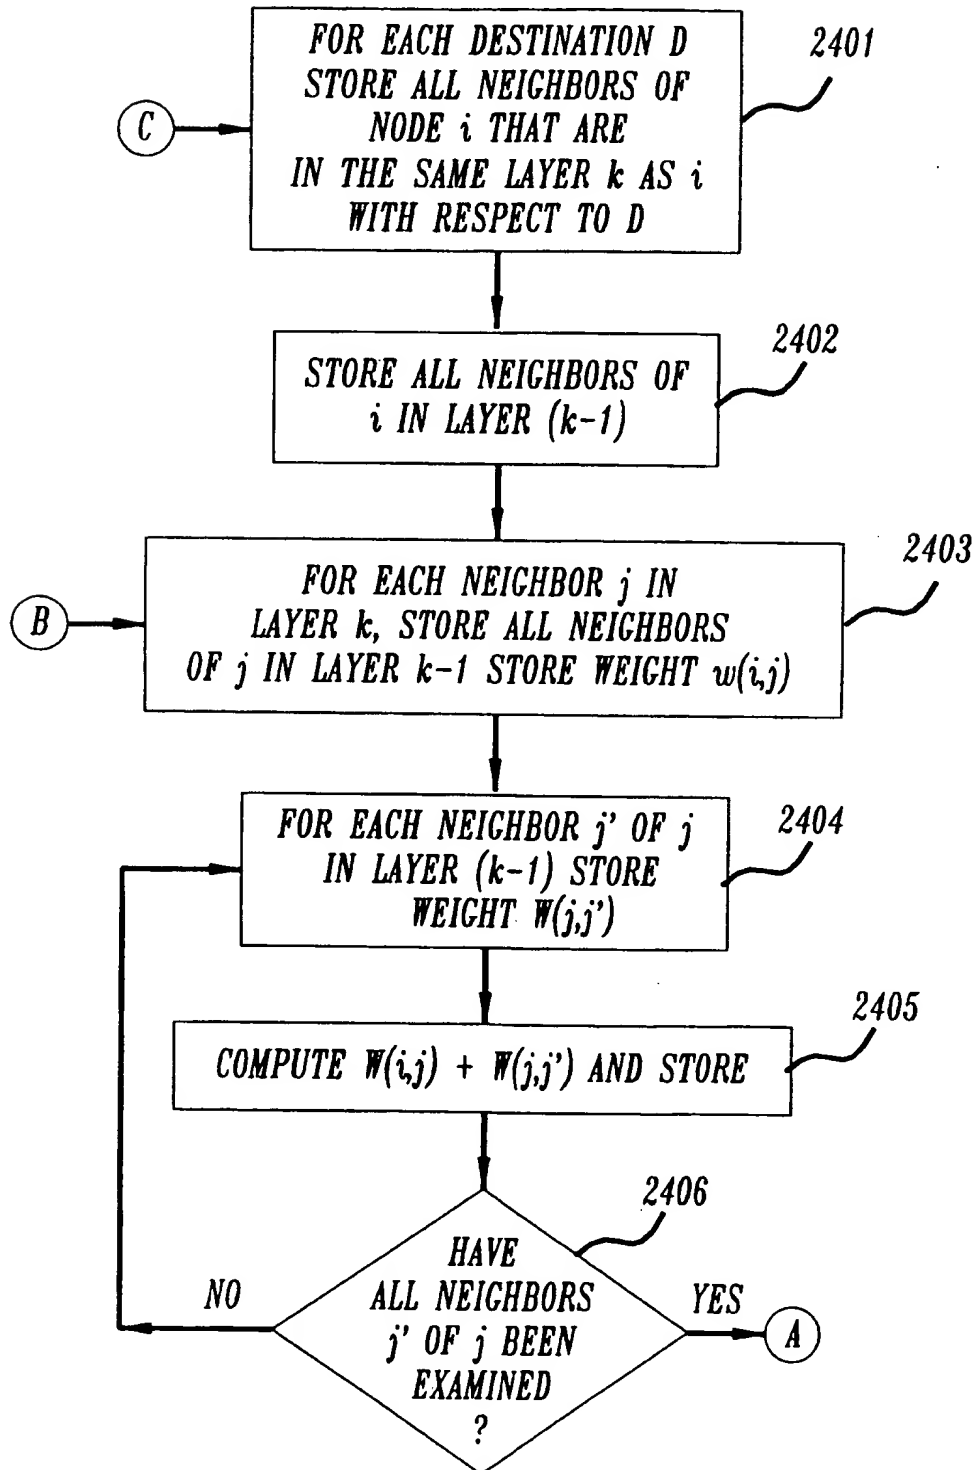 FOR EACH DESTINATION D
STORE ALL NEIGHBORS OF
NODE i THAT ARE
IN THE SAME LAYER k AS i
WITH RESPECT TO D
2401
C
STORE ALL NEIGHBORS OF
i IN LAYER (k-1)
2402
FOR EACH NEIGHBOR j IN
LAYER k, STORE ALL NEIGHBORS
OF j IN LAYER k-1 STORE WEIGHT w(i,j)
2403
B
FOR EACH NEIGHBOR j' OF j
IN LAYER (k-1) STORE
WEIGHT W(j,j')
2404
COMPUTE W(i,j) + W(j,j') AND STORE
2405
HAVE
ALL NEIGHBORS
j' OF j BEEN
EXAMINED
?
2406
NO
YES
A